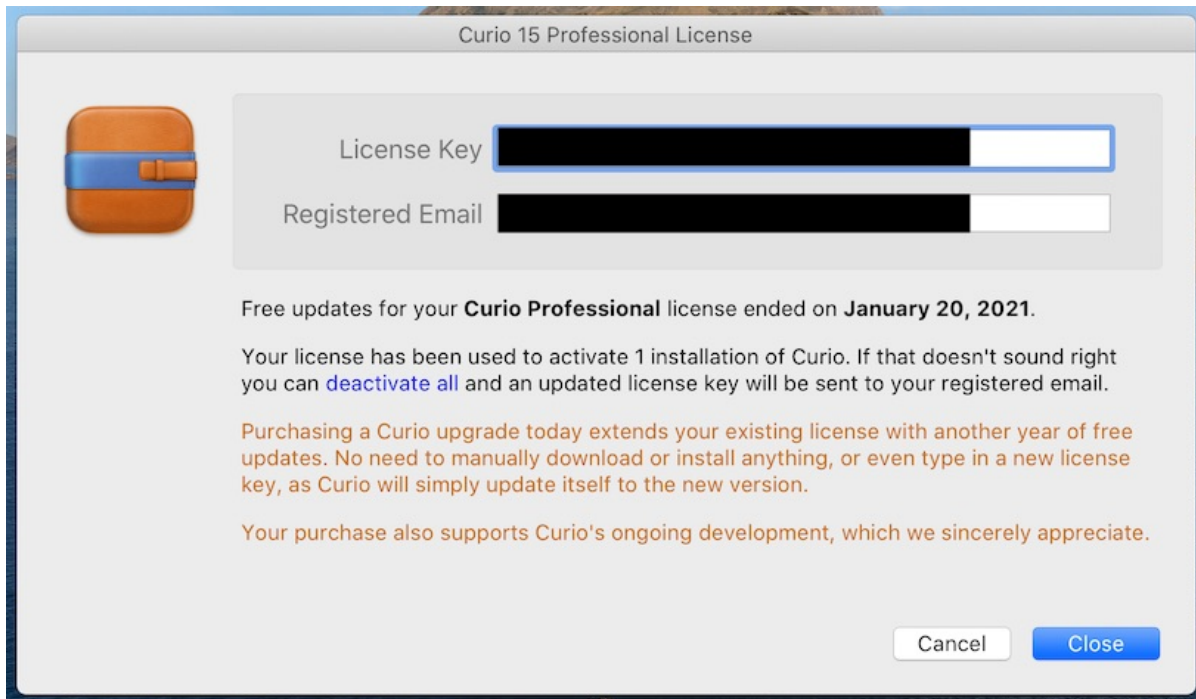 Curio 15 Professional License
License Key
Registered Email
Free updates for your Curio Professional license ended on January 20, 2021.
Your license has been used to activate 1 installation of Curio. If that doesn't sound right
you can deactivate all and an updated license key will be sent to your registered email.
Purchasing a Curio upgrade today extends your existing license with another year of free
updates. No need to manually download or install anything, or even type in a new license
key, as Curio will simply update itself to the new version.
Your purchase also supports Curio's ongoing development, which we sincerely appreciate.
Cancel
Close